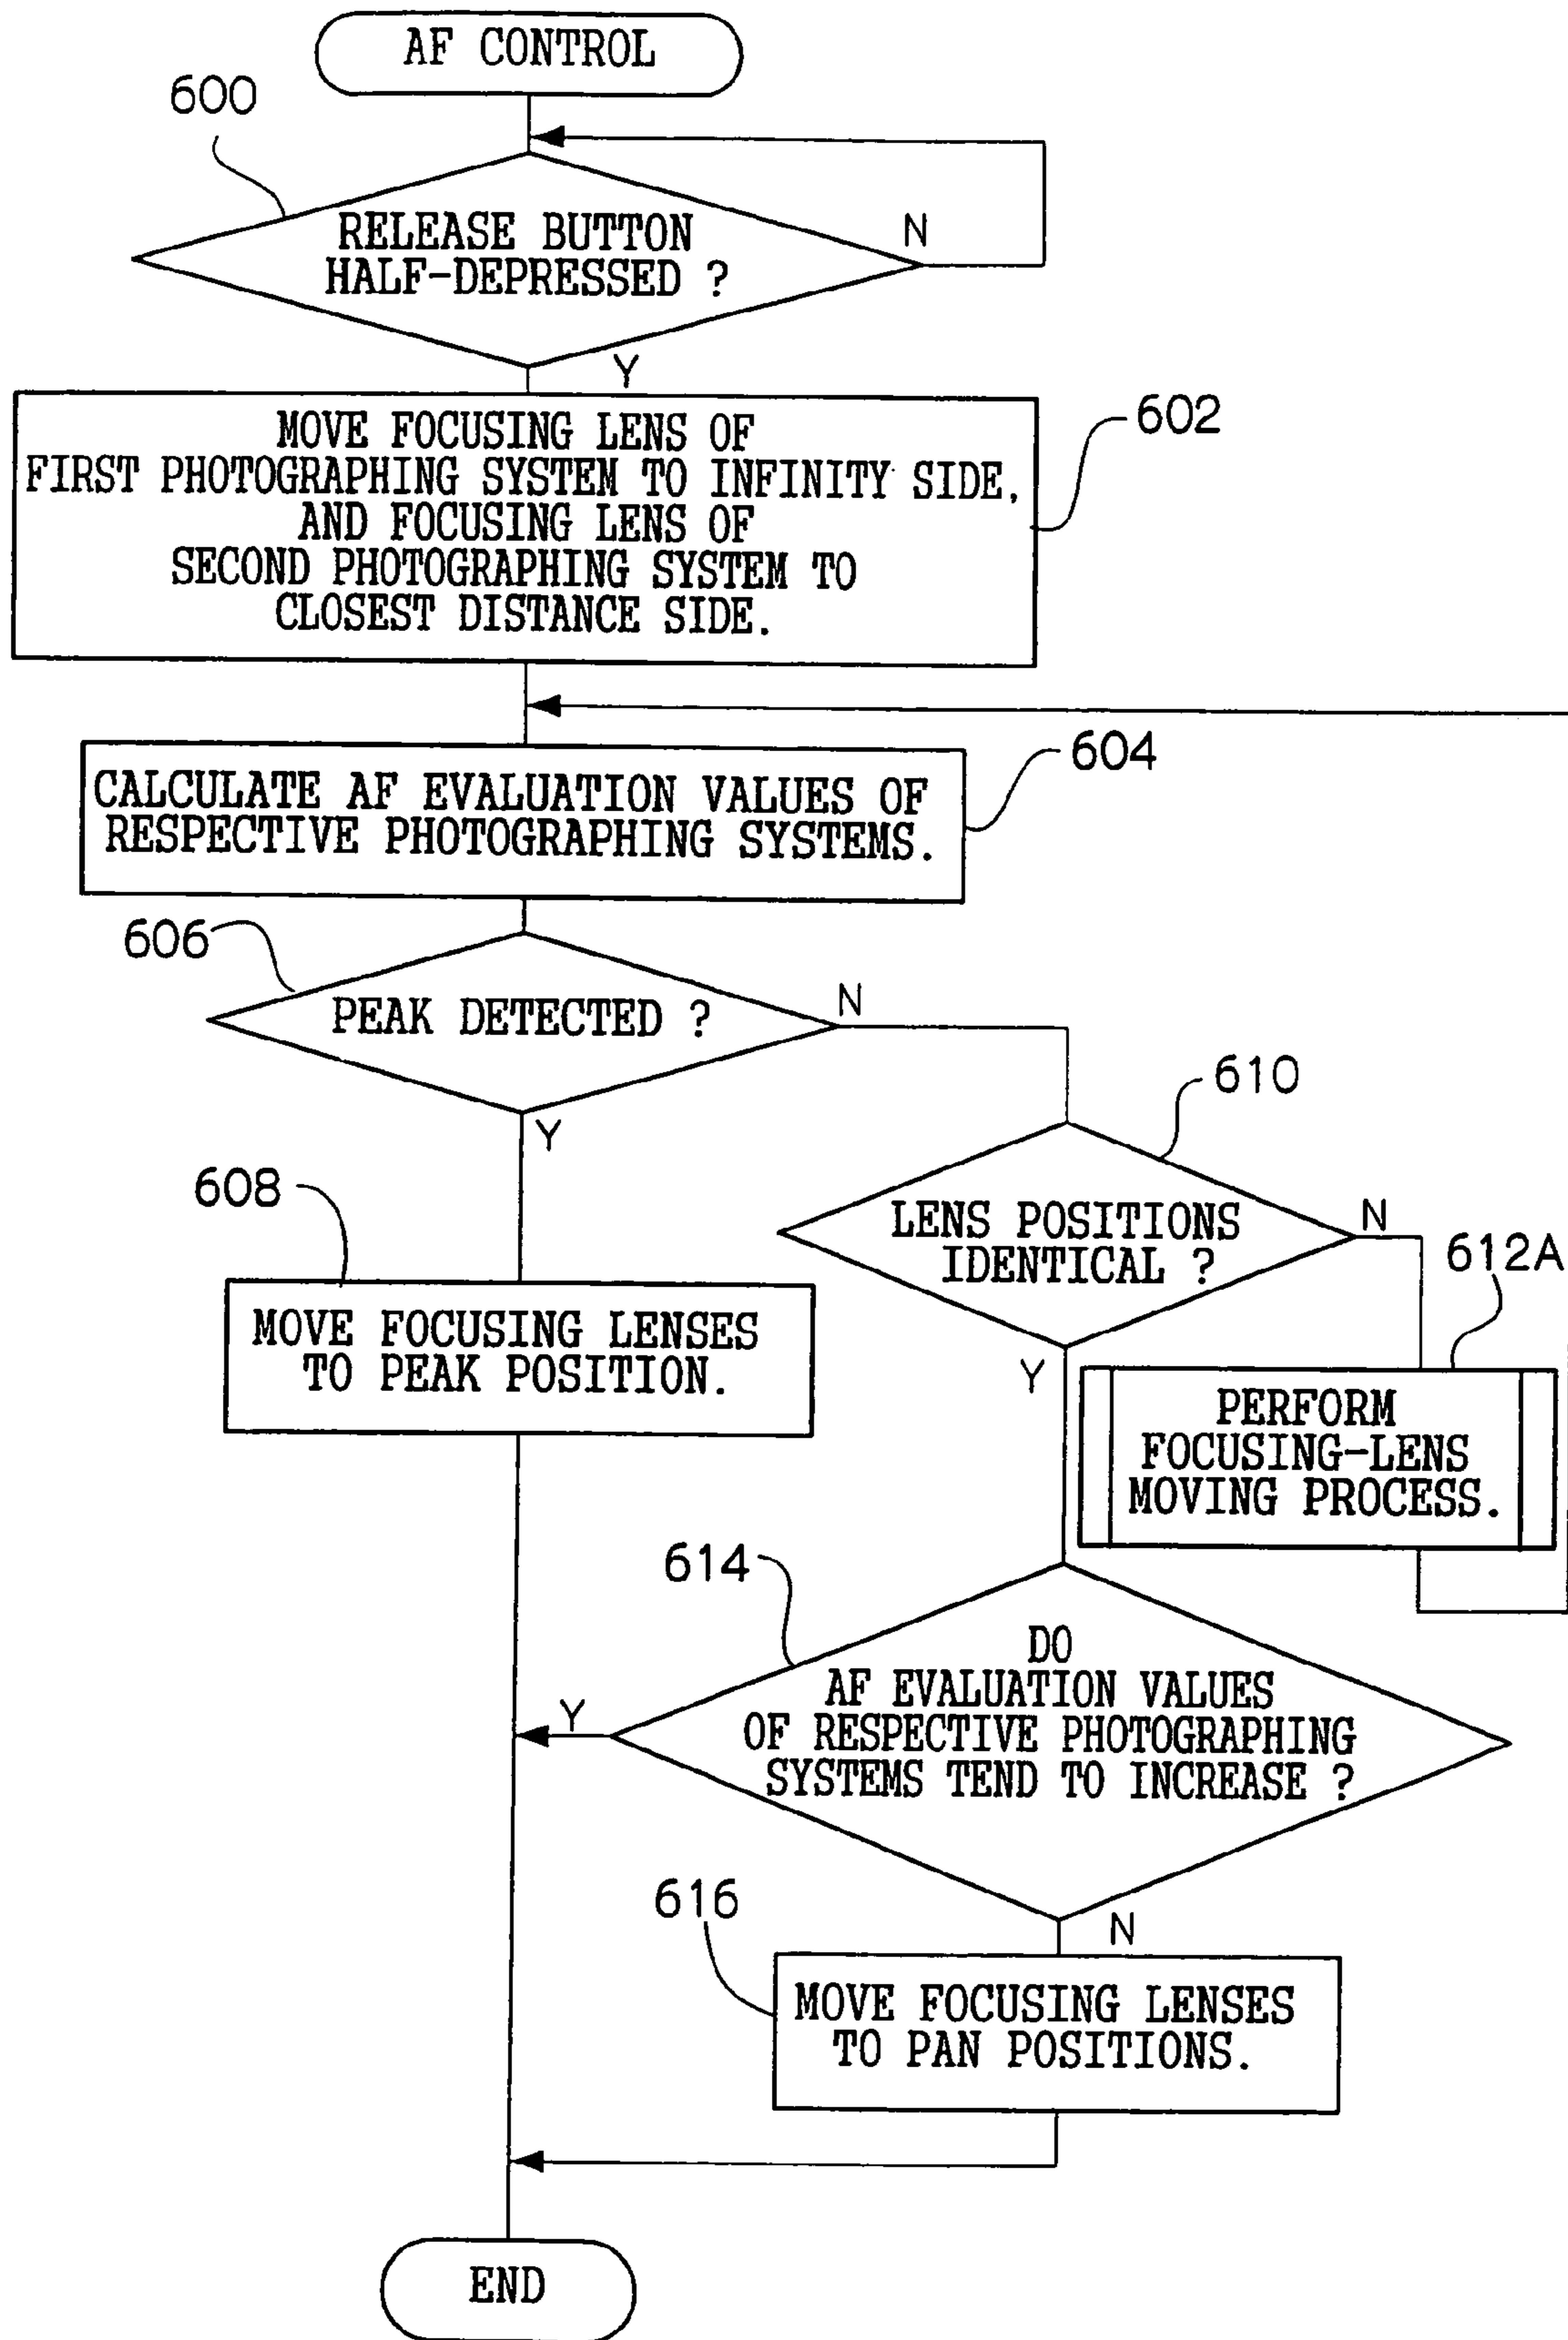 AF CONTROL
600
RELEASE BUTTON
HALF-DEPRESSED ?
N
Y
MOVE FOCUSING LENS OF
FIRST PHOTOGRAPHING SYSTEM TO INFINITY SIDE,
AND FOCUSING LENS OF
SECOND PHOTOGRAPHING SYSTEM TO
CLOSEST DISTANCE SIDE.
602
CALCULATE AF EVALUATION VALUES OF
RESPECTIVE PHOTOGRAPHING SYSTEMS.
604
606
PEAK DETECTED ?
N
Y
610
608
LENS POSITIONS
IDENTICAL ?
N
Y
612A
MOVE FOCUSING LENSES
TO PEAK POSITION.
PERFORM
FOCUSING-LENS
MOVING PROCESS.
614
DO
AF EVALUATION VALUES
OF RESPECTIVE PHOTOGRAPHING
SYSTEMS TEND TO INCREASE ?
Y
N
616
MOVE FOCUSING LENSES
TO PAN POSITIONS.
END